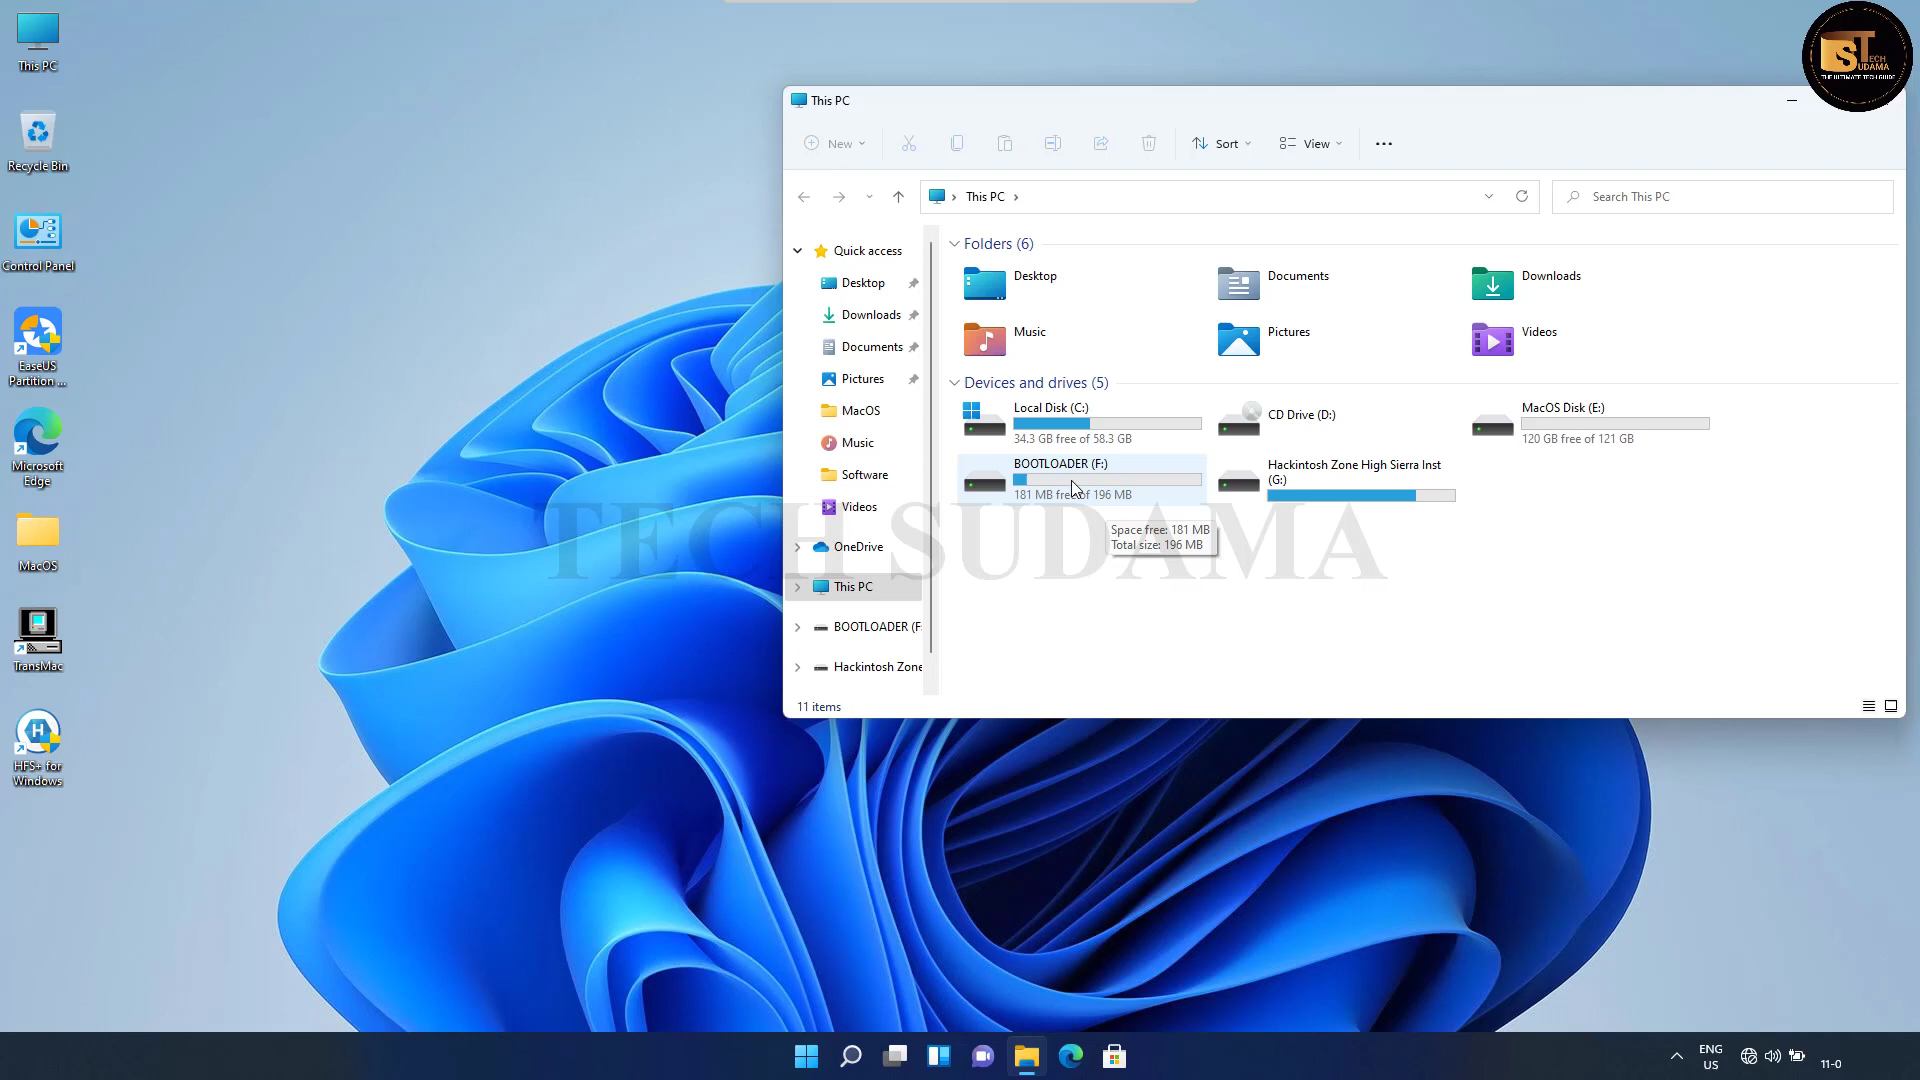 This PC
Recycle Bin
Control Panel
EaseUS
Partition ...
Microsoft
Edge
MacOS
TransMac
HFS+ for
Windows
ST
TECH
SUDAMA
THE ULTIMATE TECH GUIDE
This PC
New
Sort
View
This PC
Search This PC
Quick access
Desktop
Downloads
Documents
Pictures
MacOS
Music
Software
Videos
OneDrive
This PC
BOOTLOADER (F:
Hackintosh Zone
Folders (6)
Desktop
Documents
Downloads
Music
Pictures
Videos
Devices and drives (5)
Local Disk (C:)
34.3 GB free of 58.3 GB
CD Drive (D:)
MacOS Disk (E:)
120 GB free of 121 GB
BOOTLOADER (F:)
181 MB free of 196 MB
Hackintosh Zone High Sierra Inst
(G:)
Space free: 181 MB
Total size: 196 MB
TECH SUDAMA
11 items
ENG
US
11-0